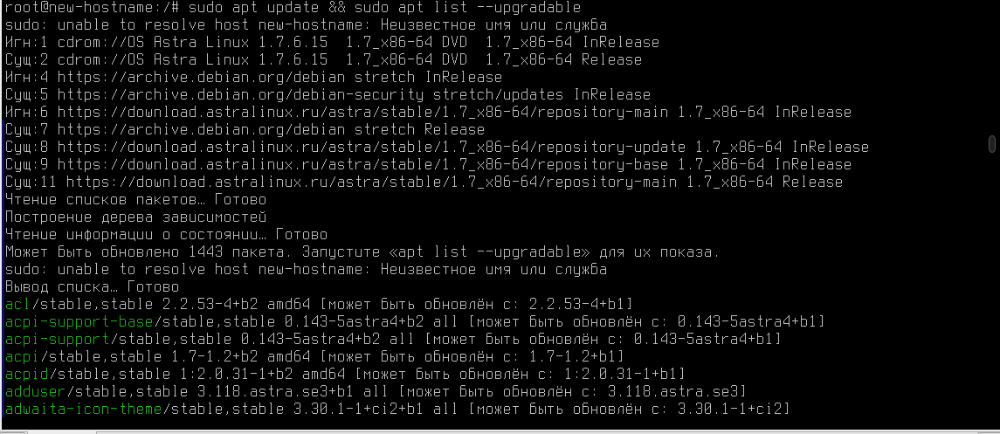 root@new-hostname:/# sudo apt update && sudo apt list --upgradable
sudo: unable to resolve host new-hostname: Неизвестное имя или служба
Игн:1 cdrom://OS Astra Linux 1.7.6.15  1.7_x86-64 DVD  1.7_x86-64 InRelease
Сущ:2 cdrom://OS Astra Linux 1.7.6.15  1.7_x86-64 DVD  1.7_x86-64 Release
Игн:4 https://archive.debian.org/debian stretch InRelease
Сущ:5 https://archive.debian.org/debian-security stretch/updates InRelease
Игн:6 https://download.astralinux.ru/astra/stable/1.7_x86-64/repository-main 1.7_x86-64 InRelease
Сущ:7 https://archive.debian.org/debian stretch Release
Сущ:8 https://download.astralinux.ru/astra/stable/1.7_x86-64/repository-update 1.7_x86-64 InRelease
Сущ:9 https://download.astralinux.ru/astra/stable/1.7_x86-64/repository-base 1.7_x86-64 InRelease
Сущ:11 https://download.astralinux.ru/astra/stable/1.7_x86-64/repository-main 1.7_x86-64 Release
Чтение списков пакетов… Готово
Построение дерева зависимостей
Чтение информации о состоянии… Готово
Может быть обновлено 1443 пакета. Запустите «apt list --upgradable» для их показа.
sudo: unable to resolve host new-hostname: Неизвестное имя или служба
Вывод списка… Готово
acl/stable,stable 2.2.53-4+b2 amd64 [может быть обновлён с: 2.2.53-4+b1]
acpi-support-base/stable,stable 0.143-5astra4+b2 all [может быть обновлён с: 0.143-5astra4+b1]
acpi-support/stable,stable 0.143-5astra4+b2 all [может быть обновлён с: 0.143-5astra4+b1]
acpi/stable,stable 1.7-1.2+b2 amd64 [может быть обновлён с: 1.7-1.2+b1]
acpid/stable,stable 1:2.0.31-1+b2 amd64 [может быть обновлён с: 1:2.0.31-1+b1]
adduser/stable,stable 3.118.astra.se3+b1 all [может быть обновлён с: 3.118.astra.se3]
adwaita-icon-theme/stable,stable 3.30.1-1+ci2+b1 all [может быть обновлён с: 3.30.1-1+ci2]